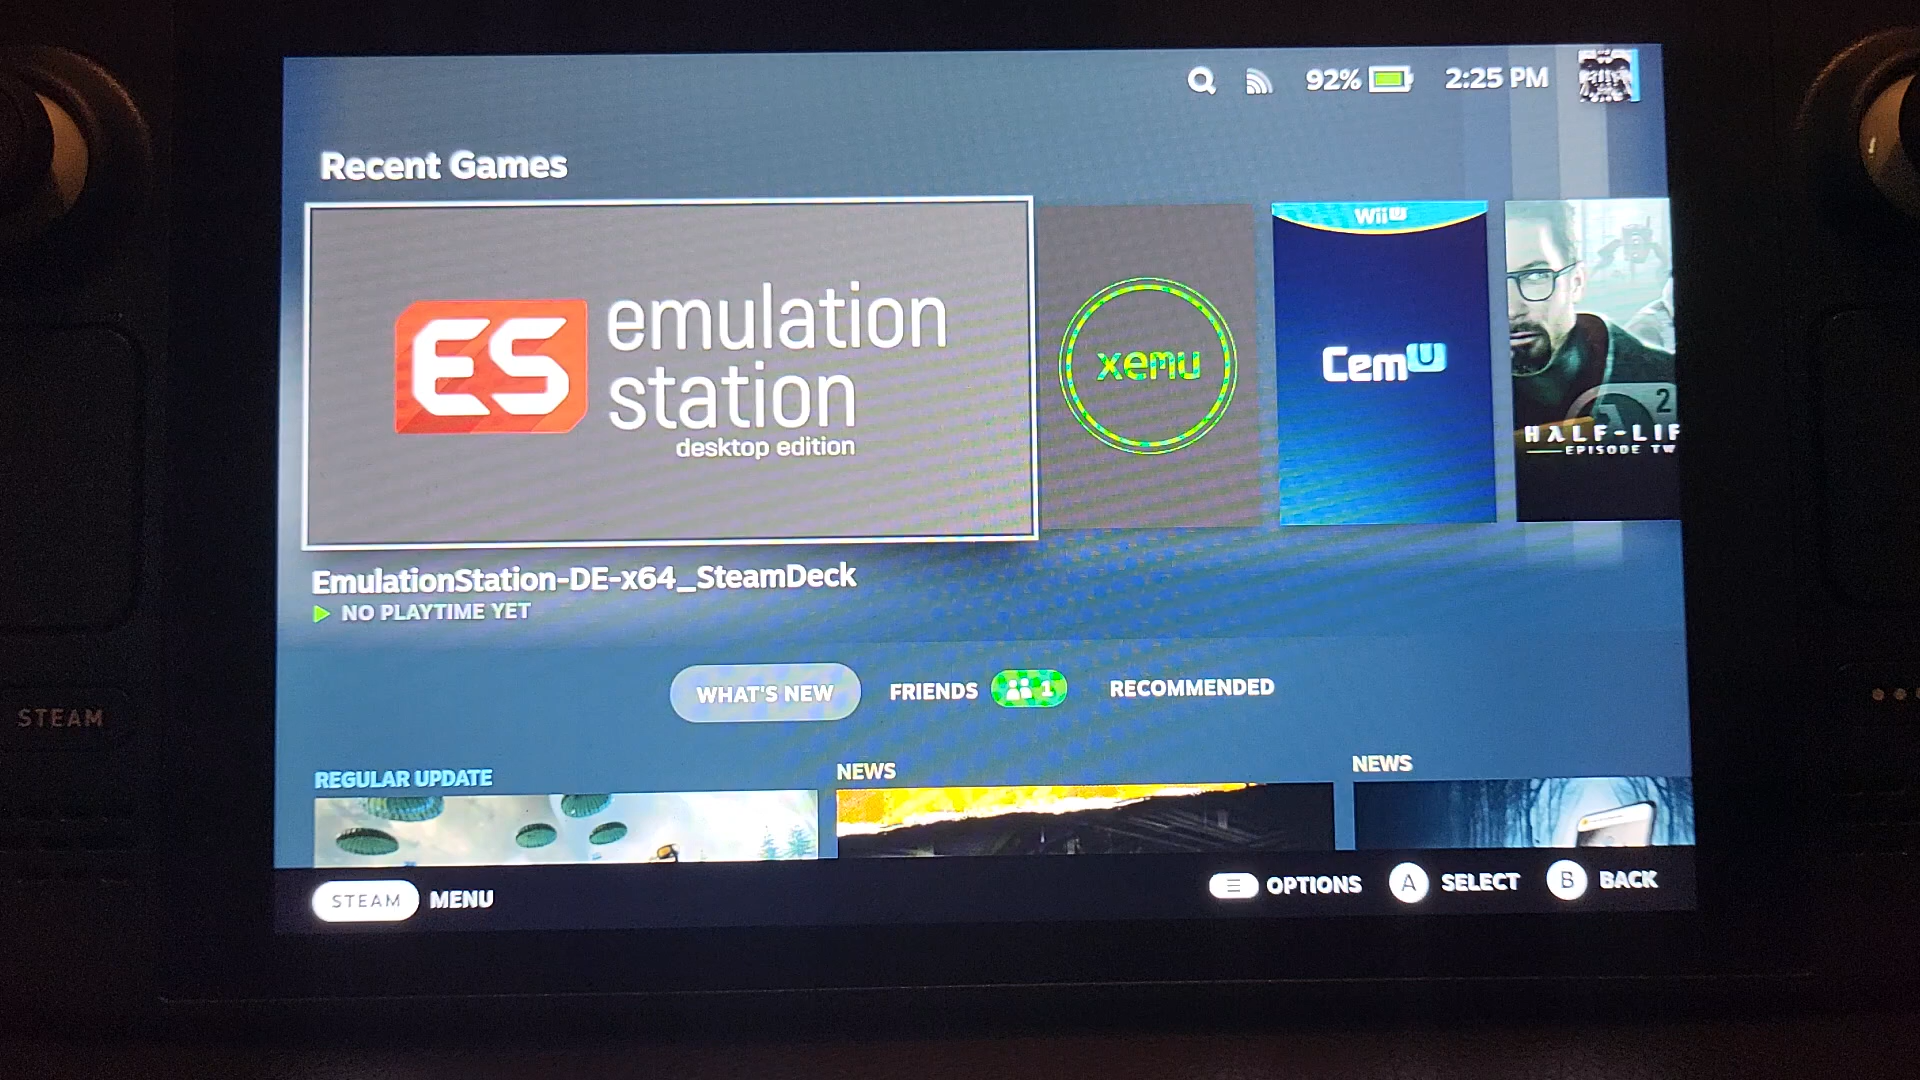 92%
2:25 PM
Recent Games
ES
emulation
station
desktop edition
xemu
WiiU
CemU
2
HλLF-LIF
EPISODE TW
EmulationStation-DE-x64_SteamDeck
NO PLAYTIME YET
WHAT'S NEW
FRIENDS
1
RECOMMENDED
REGULAR UPDATE
NEWS
NEWS
STEAM
STEAM
MENU
OPTIONS
A
SELECT
B
BACK